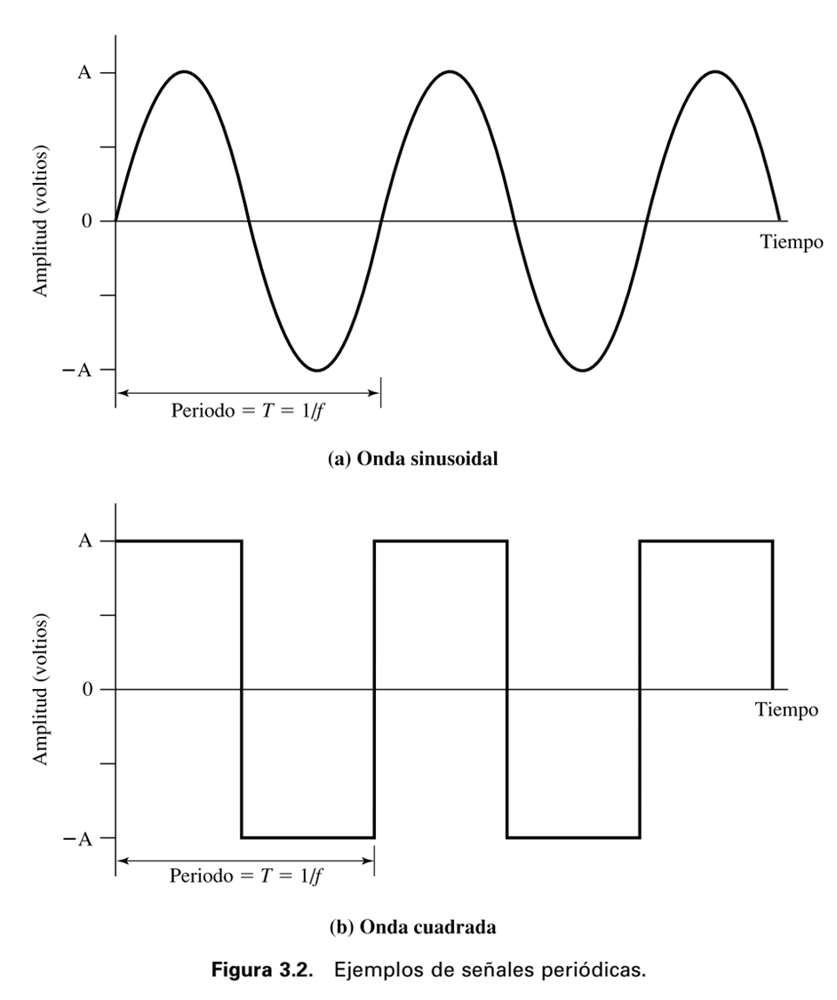 A
0
−A
Amplitud (voltios)
Tiempo
Periodo = T = 1/f
(a) Onda sinusoidal
A
0
−A
Amplitud (voltios)
Tiempo
Periodo = T = 1/f
(b) Onda cuadrada
Figura 3.2. Ejemplos de señales periódicas.